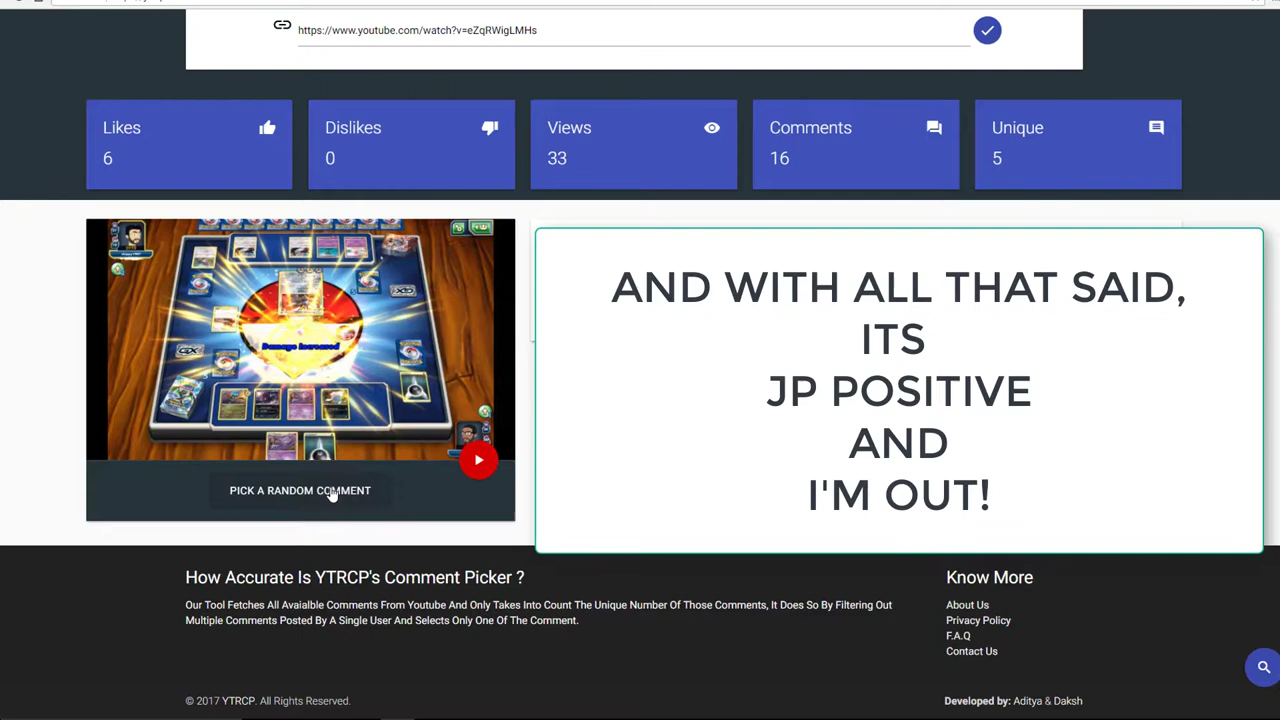 https://www.youtube.com/watch?v=eZqRWigLMHs
Likes
6
Dislikes
0
Views
33
Comments
16
Unique
5
Damage Increased
PICK A RANDOM COMMENT
AND WITH ALL THAT SAID,
ITS
JP POSITIVE
AND
I'M OUT!
How Accurate Is YTRCP's Comment Picker ?
Our Tool Fetches All Avaialble Comments From Youtube And Only Takes Into Count The Unique Number Of Those Comments, It Does So By Filtering Out
Multiple Comments Posted By A Single User And Selects Only One Of The Comment.
Know More
About Us
Privacy Policy
F.A.Q
Contact Us
© 2017 YTRCP. All Rights Reserved.
Developed by: Aditya & Daksh